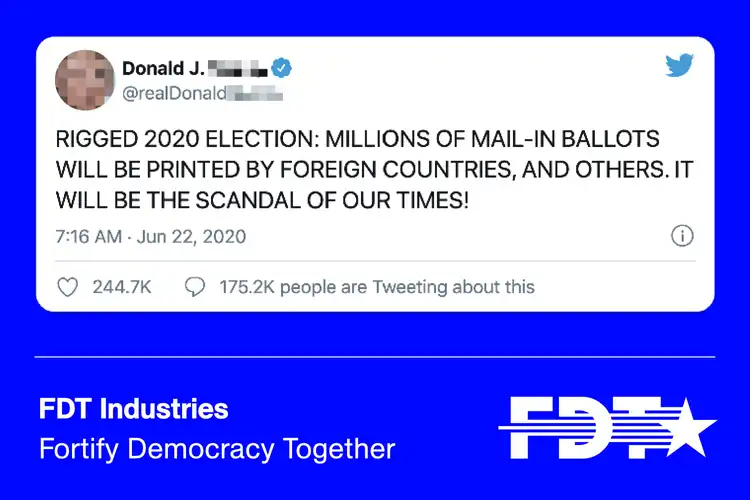 Donald J.
@realDonald
RIGGED 2020 ELECTION: MILLIONS OF MAIL-IN BALLOTS
WILL BE PRINTED BY FOREIGN COUNTRIES, AND OTHERS. IT
WILL BE THE SCANDAL OF OUR TIMES!
7:16 AM · Jun 22, 2020
244.7K 175.2K people are Tweeting about this
FDT Industries
Fortify Democracy Together
FDT